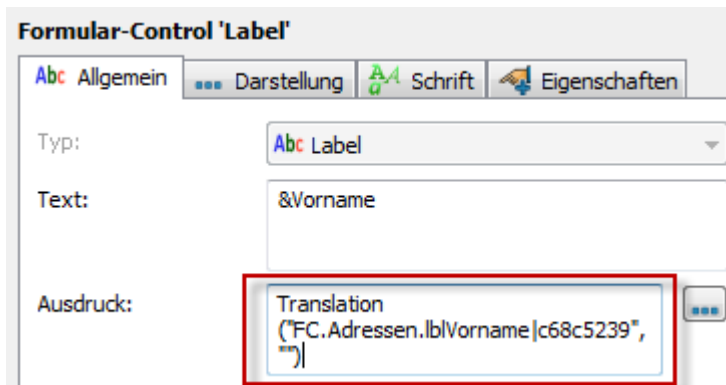 Formular-Control 'Label'
Abc Allgemein Darstellung Schrift Eigenschaften
Typ: Abc Label
Text: &Vorname
Ausdruck: Translation
("FC.Adressen.lblVorname|c68c5239",
"")